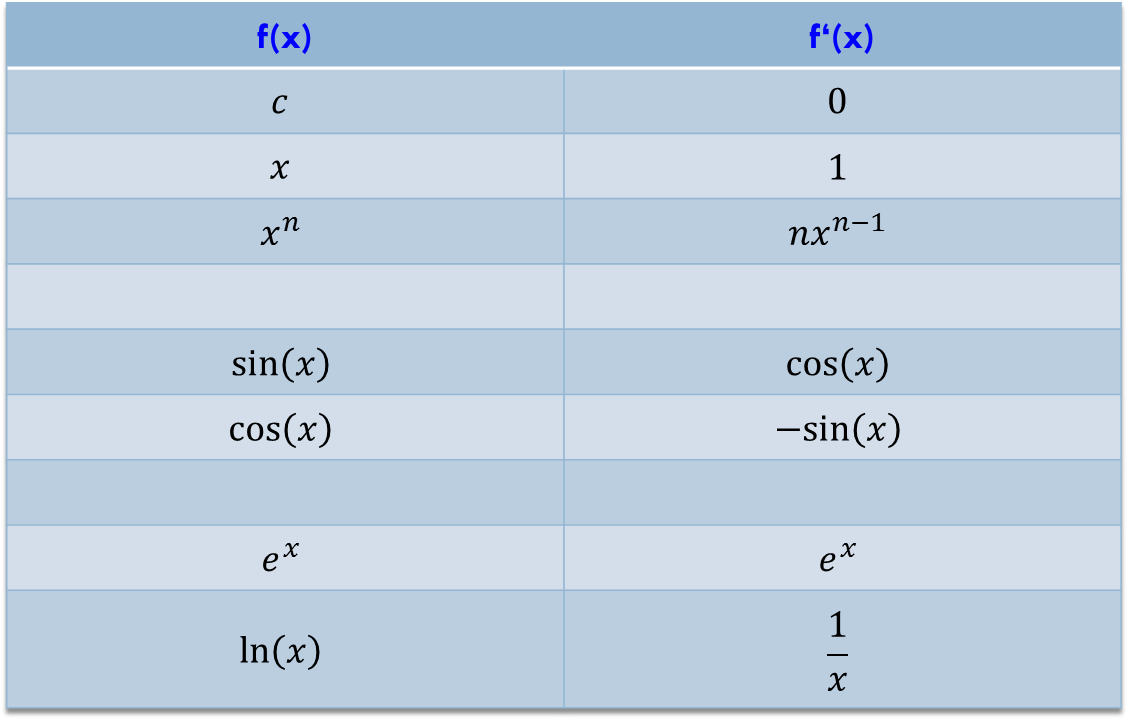 f(x) f‘(x)
c 0
x 1
xⁿ nxⁿ⁻¹
sin(x) cos(x)
cos(x) −sin(x)
eˣ eˣ
ln(x) 1/x